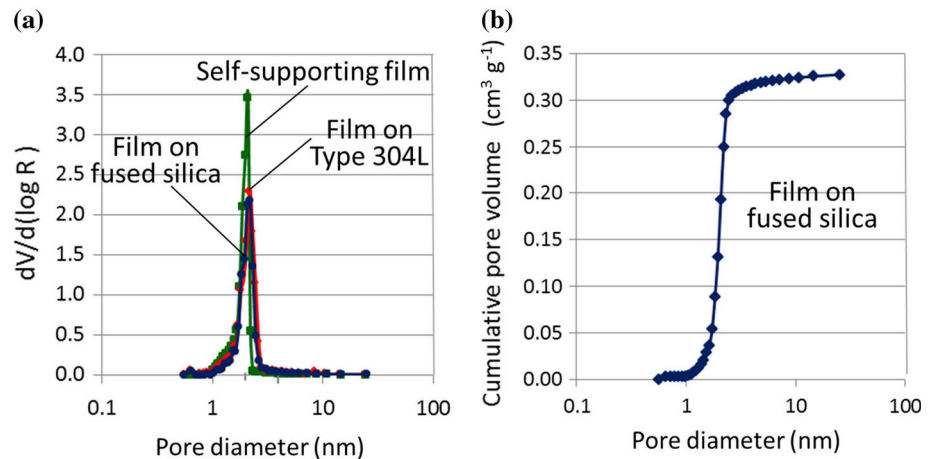 (a)
4.0
3.5
3.0
2.5
2.0
1.5
1.0
0.5
0.0
dV/d(log R)
Self-supporting film
Film on
Type 304L
Film on
fused silica
0.1
1
10
100
Pore diameter (nm)
(b)
0.35
0.30
0.25
0.20
0.15
0.10
0.05
0.00
Cumulative pore volume (cm³ g⁻¹)
Film on
fused silica
0.1
1
10
100
Pore diameter (nm)